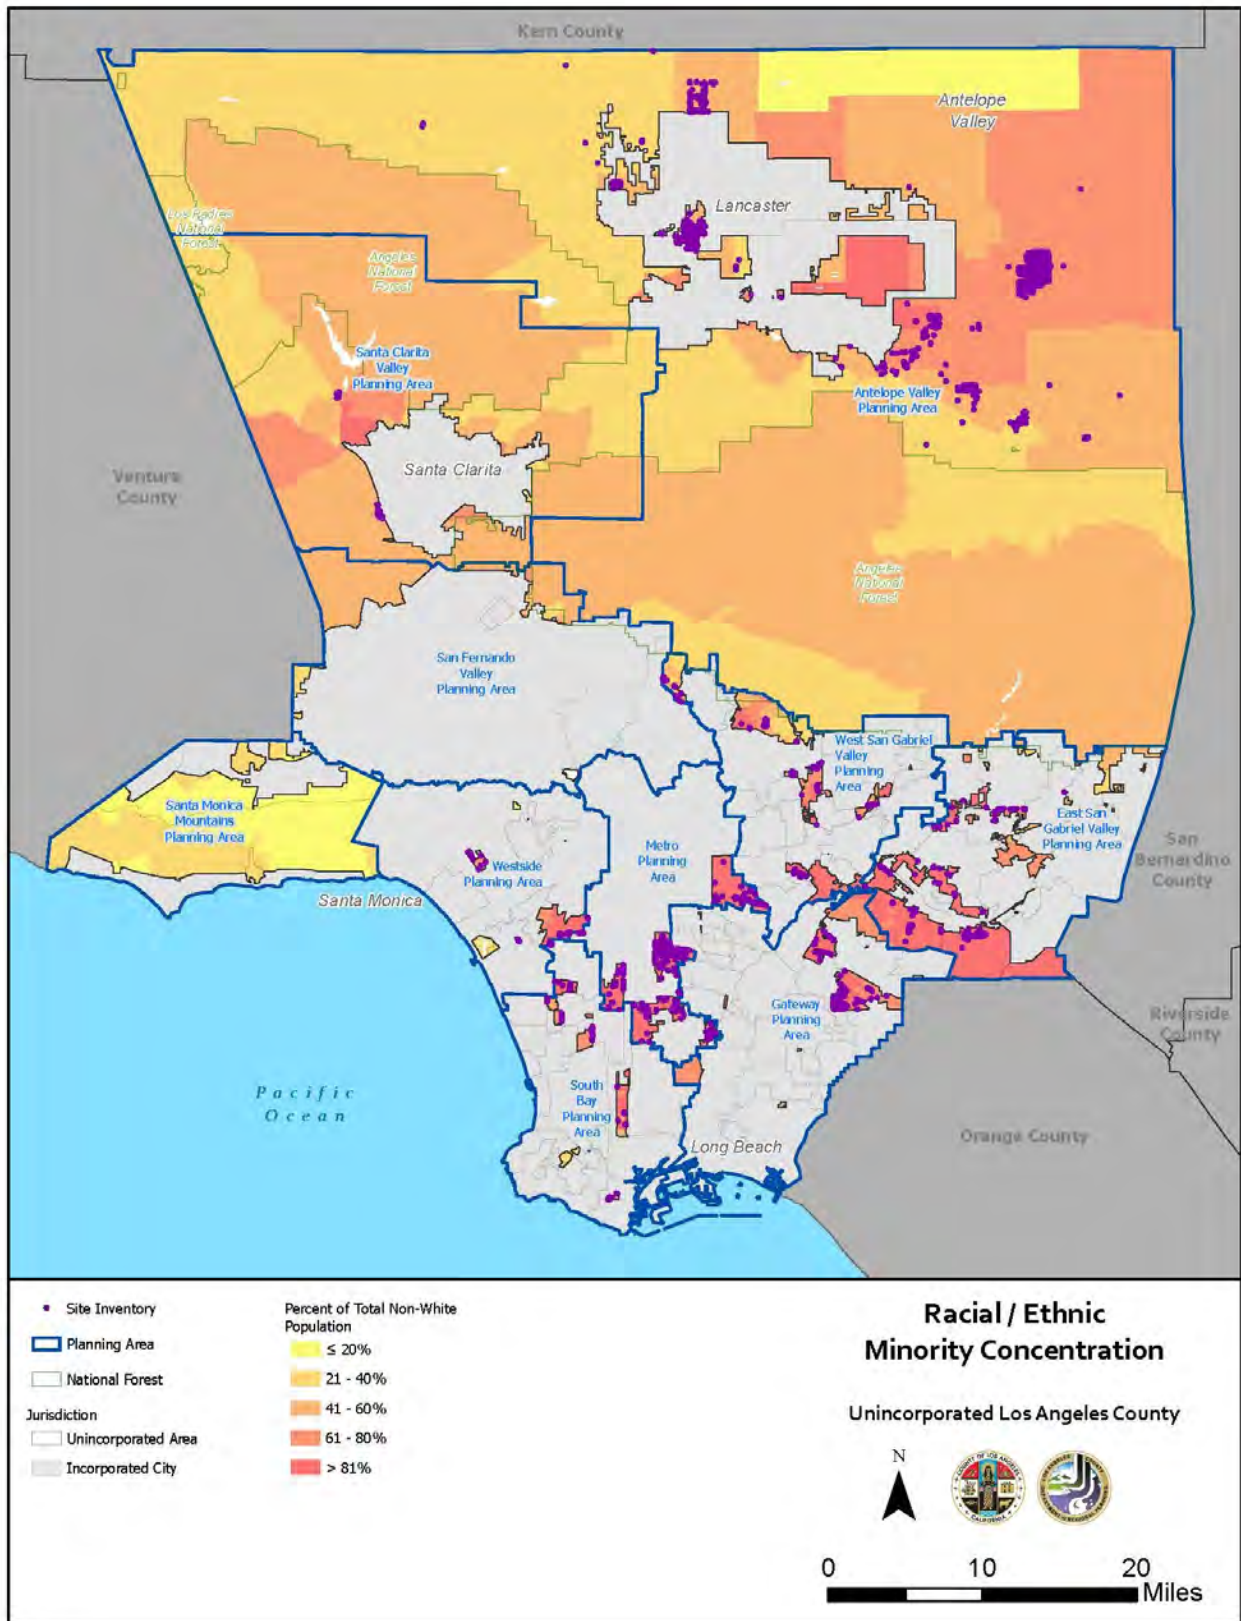 Kern County
Antelope
Valley
Lancaster
Los Padres
National
Forest
Angeles
National
Forest
Santa Clarita
Valley
Planning Area
Antelope Valley
Planning Area
Santa Clarita
Ventura
County
Angeles
National
Forest
San Fernando
Valley
Planning Area
West San Gabriel
Valley
Planning
Area
Santa Monica
Mountains
Planning Area
East San
Gabriel Valley
Planning Area
San
Bernardino
County
Metro
Planning
Area
Westside
Planning Area
Santa Monica
Gateway
Planning
Area
Riverside
County
Pacific
Ocean
South
Bay
Planning
Area
Long Beach
Orange County
Site Inventory
Planning Area
National Forest
Jurisdiction
Unincorporated Area
Incorporated City
Percent of Total Non-White
Population
≤ 20%
21 - 40%
41 - 60%
61 - 80%
> 81%
Racial / Ethnic
Minority Concentration
Unincorporated Los Angeles County
N
0 10 20
Miles